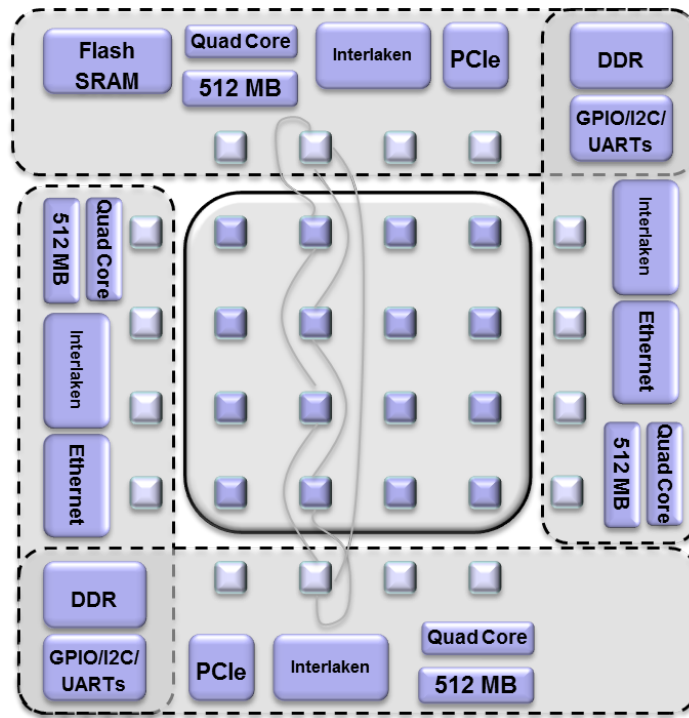 Flash
SRAM
Quad Core
512 MB
Interlaken
PCIe
DDR
GPIO/I2C/
UARTs
Quad Core
512 MB
Interlaken
Ethernet
Interlaken
Ethernet
Quad Core
512 MB
DDR
GPIO/I2C/
UARTs
PCIe
Interlaken
Quad Core
512 MB